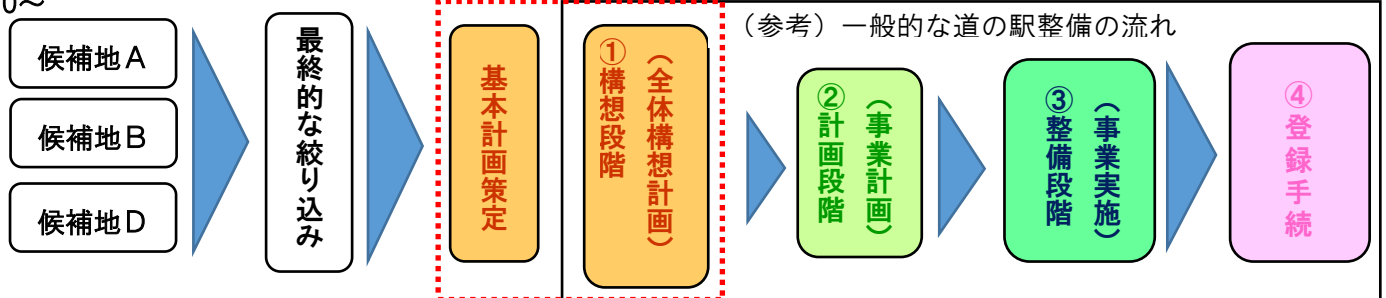 0～
（参考）一般的な道の駅整備の流れ
候補地A
候補地B
候補地D
最終的な絞り込み
基本計画策定
①構想段階
（全体構想計画）
②計画段階
（事業計画）
③整備段階
（事業実施）
④登録手続